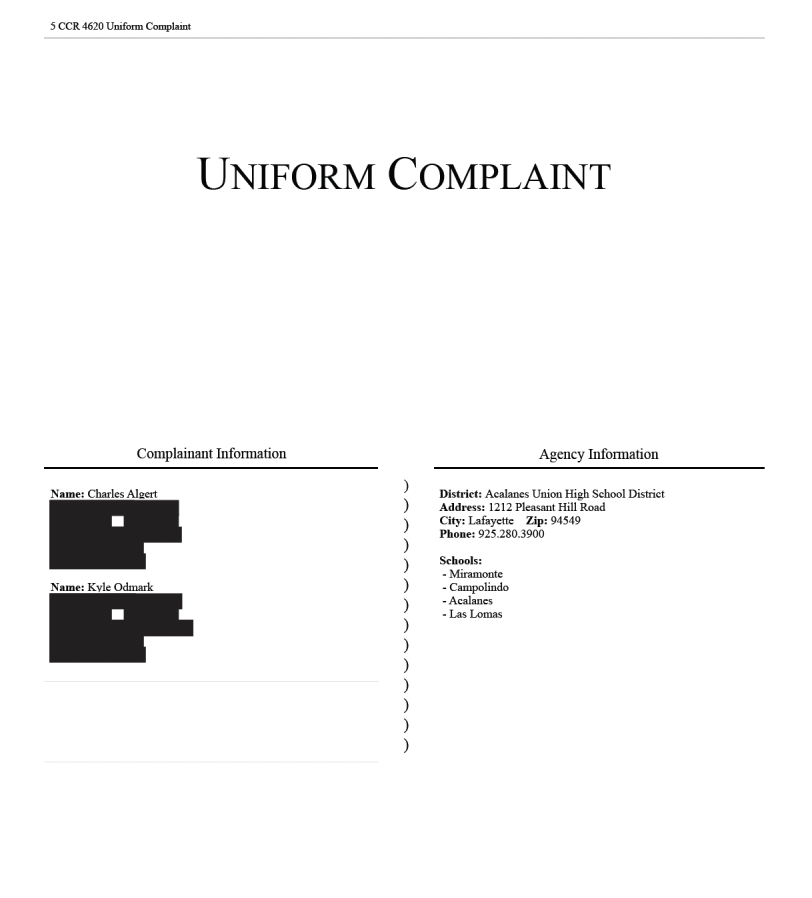 5 CCR 4620 Uniform Complaint
UNIFORM COMPLAINT
Complainant Information
Name: Charles Algert
Name: Kyle Odmark
)
)
)
)
)
)
)
)
)
)
)
)
)
)
Agency Information
District: Acalanes Union High School District
Address: 1212 Pleasant Hill Road
City: Lafayette Zip: 94549
Phone: 925.280.3900
Schools:
- Miramonte
- Campolindo
- Acalanes
- Las Lomas